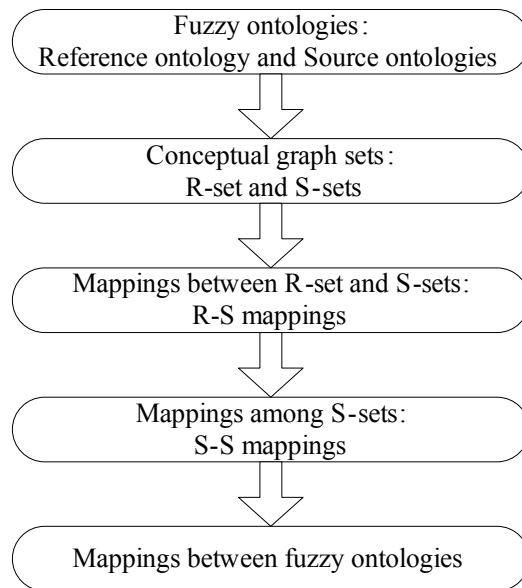 Fuzzy ontologies:
Reference ontology and Source ontologies
Conceptual graph sets:
R-set and S-sets
Mappings between R-set and S-sets:
R-S mappings
Mappings among S-sets:
S-S mappings
Mappings between fuzzy ontologies